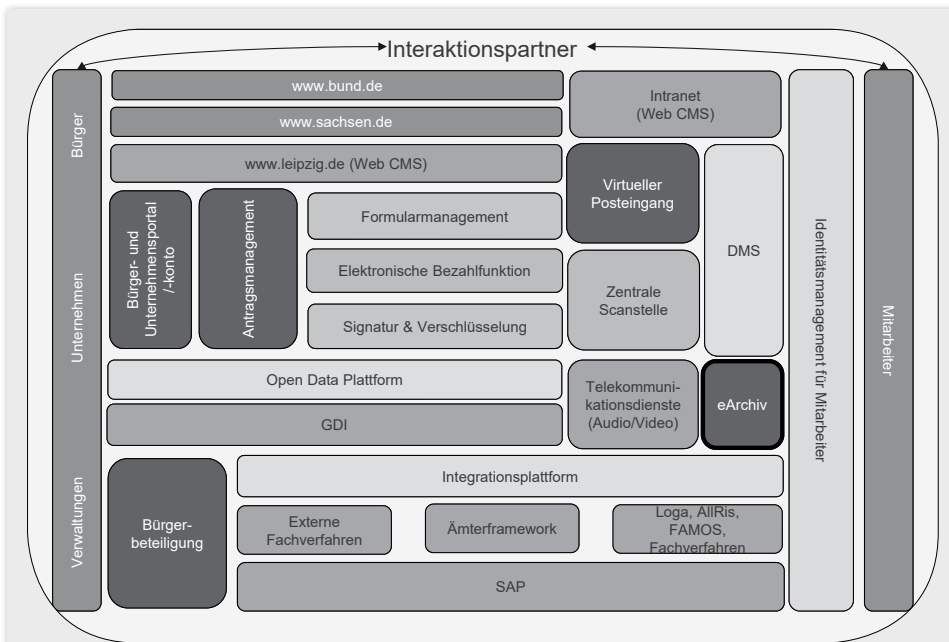 Interaktionspartner
Bürger
Unternehmen
Verwaltungen
www.bund.de
www.sachsen.de
www.leipzig.de (Web CMS)
Bürger- und
Unternehmensportal
/-konto
Antragsmanagement
Formularmanagement
Elektronische Bezahlfunktion
Signatur & Verschlüsselung
Open Data Plattform
GDI
Intranet
(Web CMS)
Virtueller
Posteingang
DMS
Zentrale
Scanstelle
Telekommuni-
kationsdienste
(Audio/Video)
eArchiv
Bürger-
beteiligung
Integrationsplattform
Externe
Fachverfahren
Ämterframework
Loga, AllRis,
FAMOS,
Fachverfahren
SAP
Identitätsmanagement für Mitarbeiter
Mitarbeiter